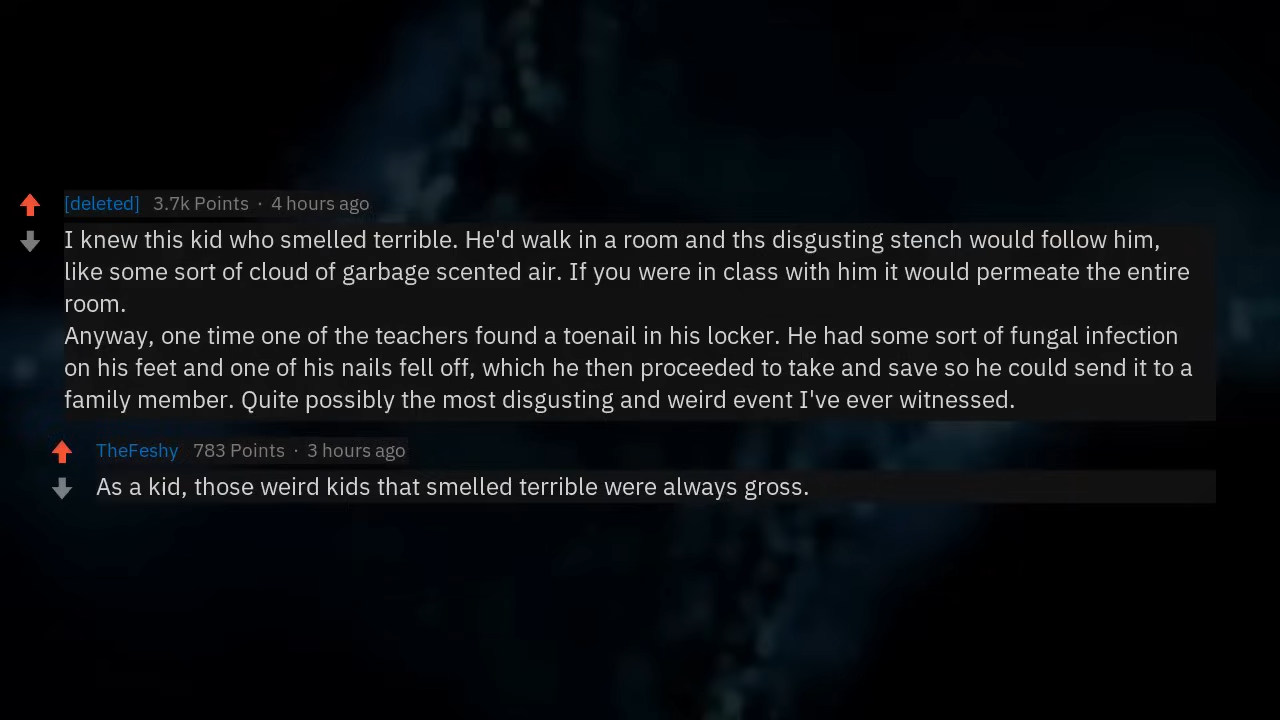 [deleted] 3.7k Points · 4 hours ago
I knew this kid who smelled terrible. He'd walk in a room and ths disgusting stench would follow him,
like some sort of cloud of garbage scented air. If you were in class with him it would permeate the entire
room.
Anyway, one time one of the teachers found a toenail in his locker. He had some sort of fungal infection
on his feet and one of his nails fell off, which he then proceeded to take and save so he could send it to a
family member. Quite possibly the most disgusting and weird event I've ever witnessed.
TheFeshy 783 Points · 3 hours ago
As a kid, those weird kids that smelled terrible were always gross.